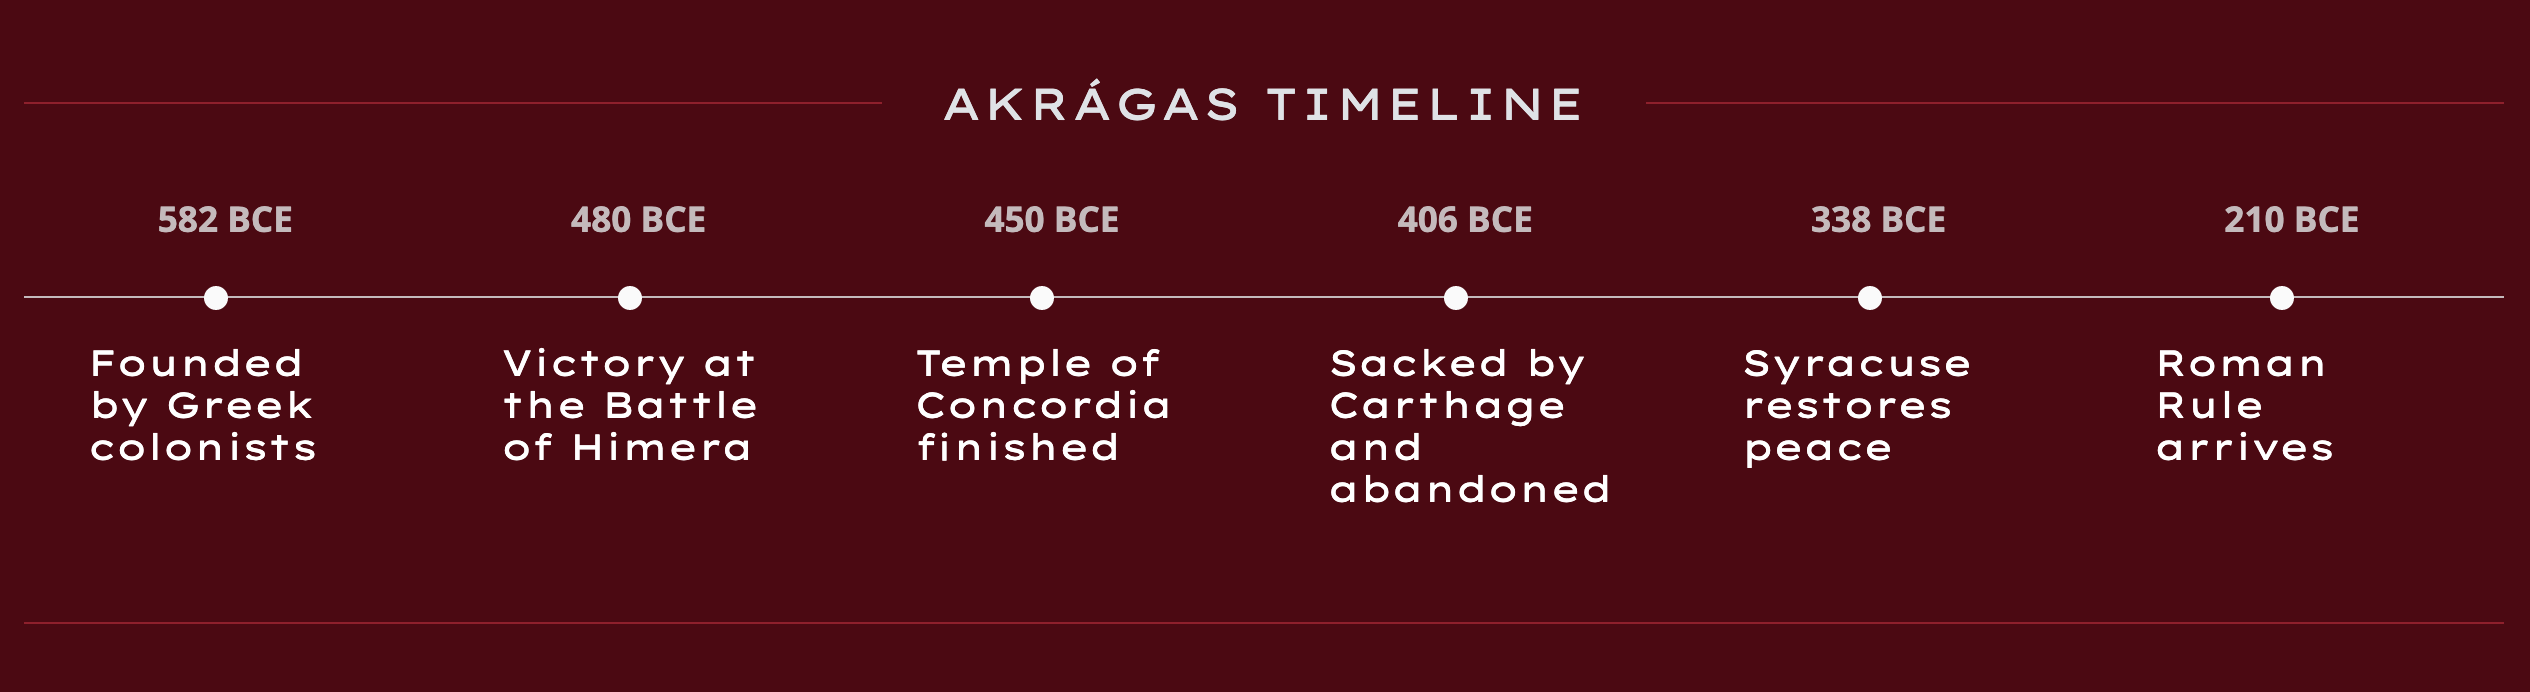 AKRÁGAS TIMELINE
582 BCE
Founded
by Greek
colonists
480 BCE
Victory at
the Battle
of Himera
450 BCE
Temple of
Concordia
finished
406 BCE
Sacked by
Carthage
and
abandoned
338 BCE
Syracuse
restores
peace
210 BCE
Roman
Rule
arrives